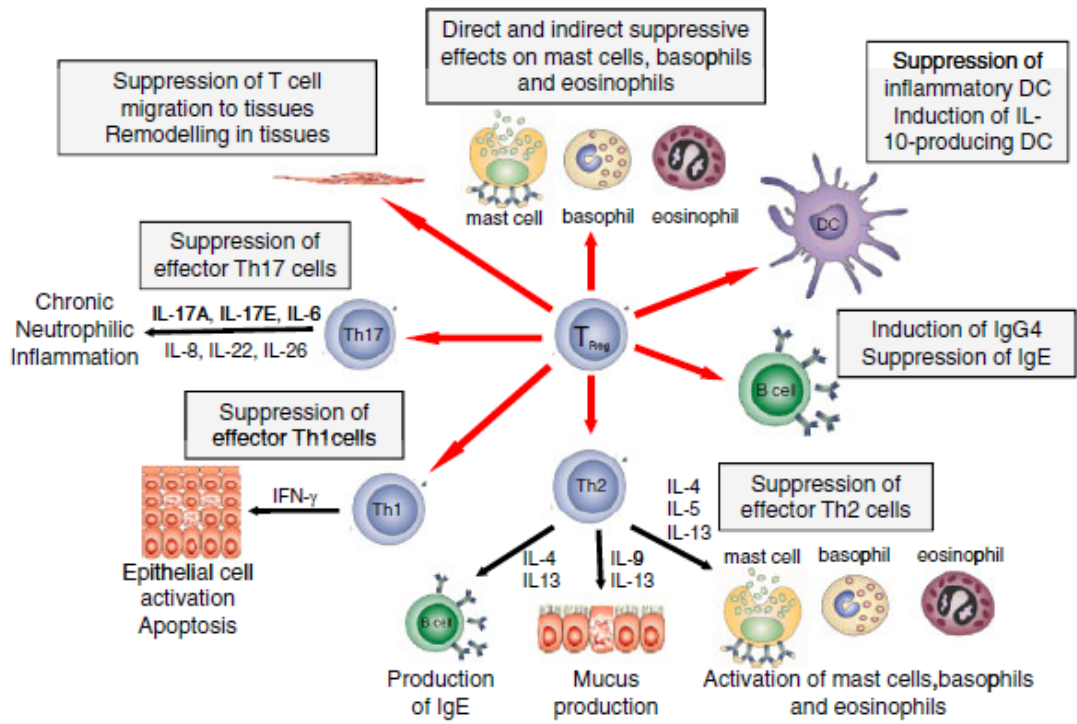 Direct and indirect suppressive
effects on mast cells, basophils
and eosinophils
Suppression of T cell
migration to tissues
Remodelling in tissues
Suppression of
inflammatory DC
Induction of IL-
10-producing DC
mast cell
basophil
eosinophil
DC
Suppression of
effector Th17 cells
Chronic
Neutrophilic
Inflammation
IL-17A, IL-17E, IL-6
IL-8, IL-22, IL-26
Th17
TReg
Induction of IgG4
Suppression of IgE
B cell
Suppression of
effector Th1cells
IFN-γ
Th1
Epithelial cell
activation
Apoptosis
Th2
IL-4
IL-5
IL-13
Suppression of
effector Th2 cells
IL-4
IL13
IL-9
IL-13
mast cell
basophil
eosinophil
B cell
Production
of IgE
Mucus
production
Activation of mast cells,basophils
and eosinophils